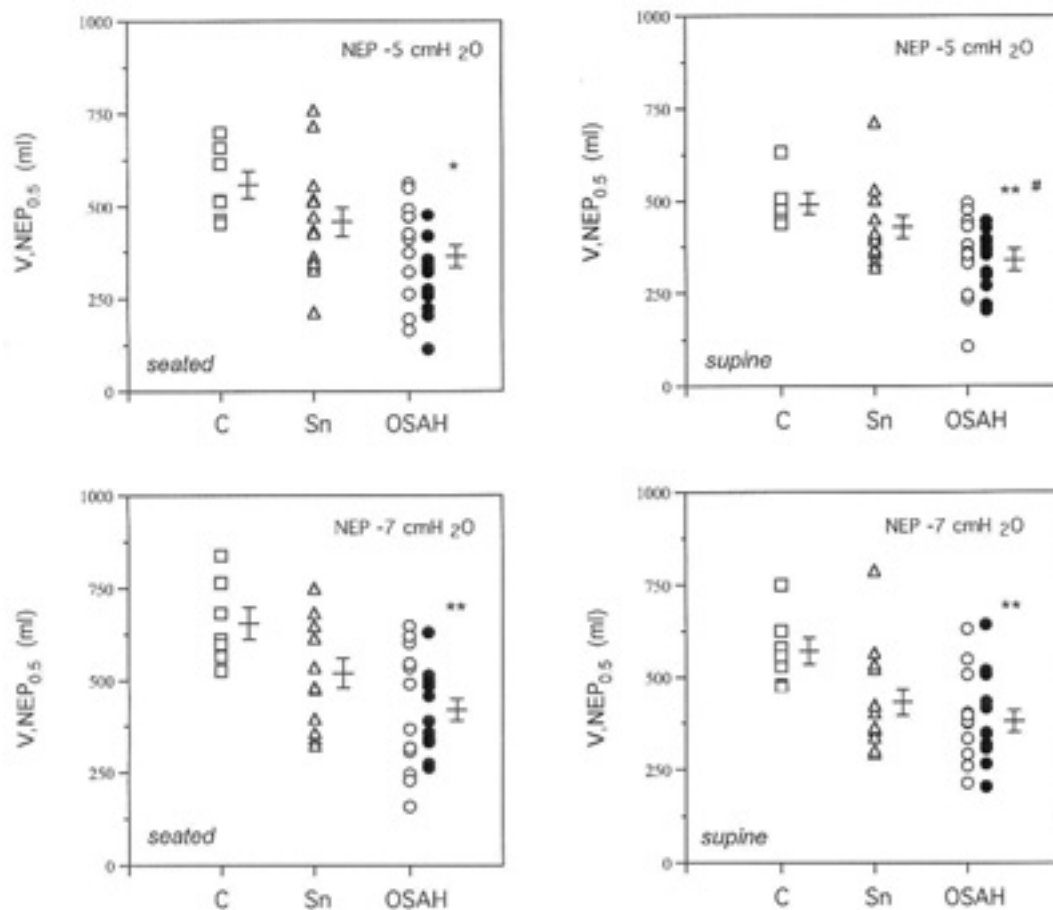 1000
NEP -5 cmH 2O
750
500
250
0
V,NEP0.5 (ml)
*
seated
C Sn OSAH
1000
NEP -5 cmH 2O
750
500
250
0
V,NEP0.5 (ml)
** #
supine
C Sn OSAH
1000
NEP -7 cmH 2O
750
500
250
0
V,NEP0.5 (ml)
**
seated
C Sn OSAH
1000
NEP -7 cmH 2O
750
500
250
0
V,NEP0.5 (ml)
**
supine
C Sn OSAH